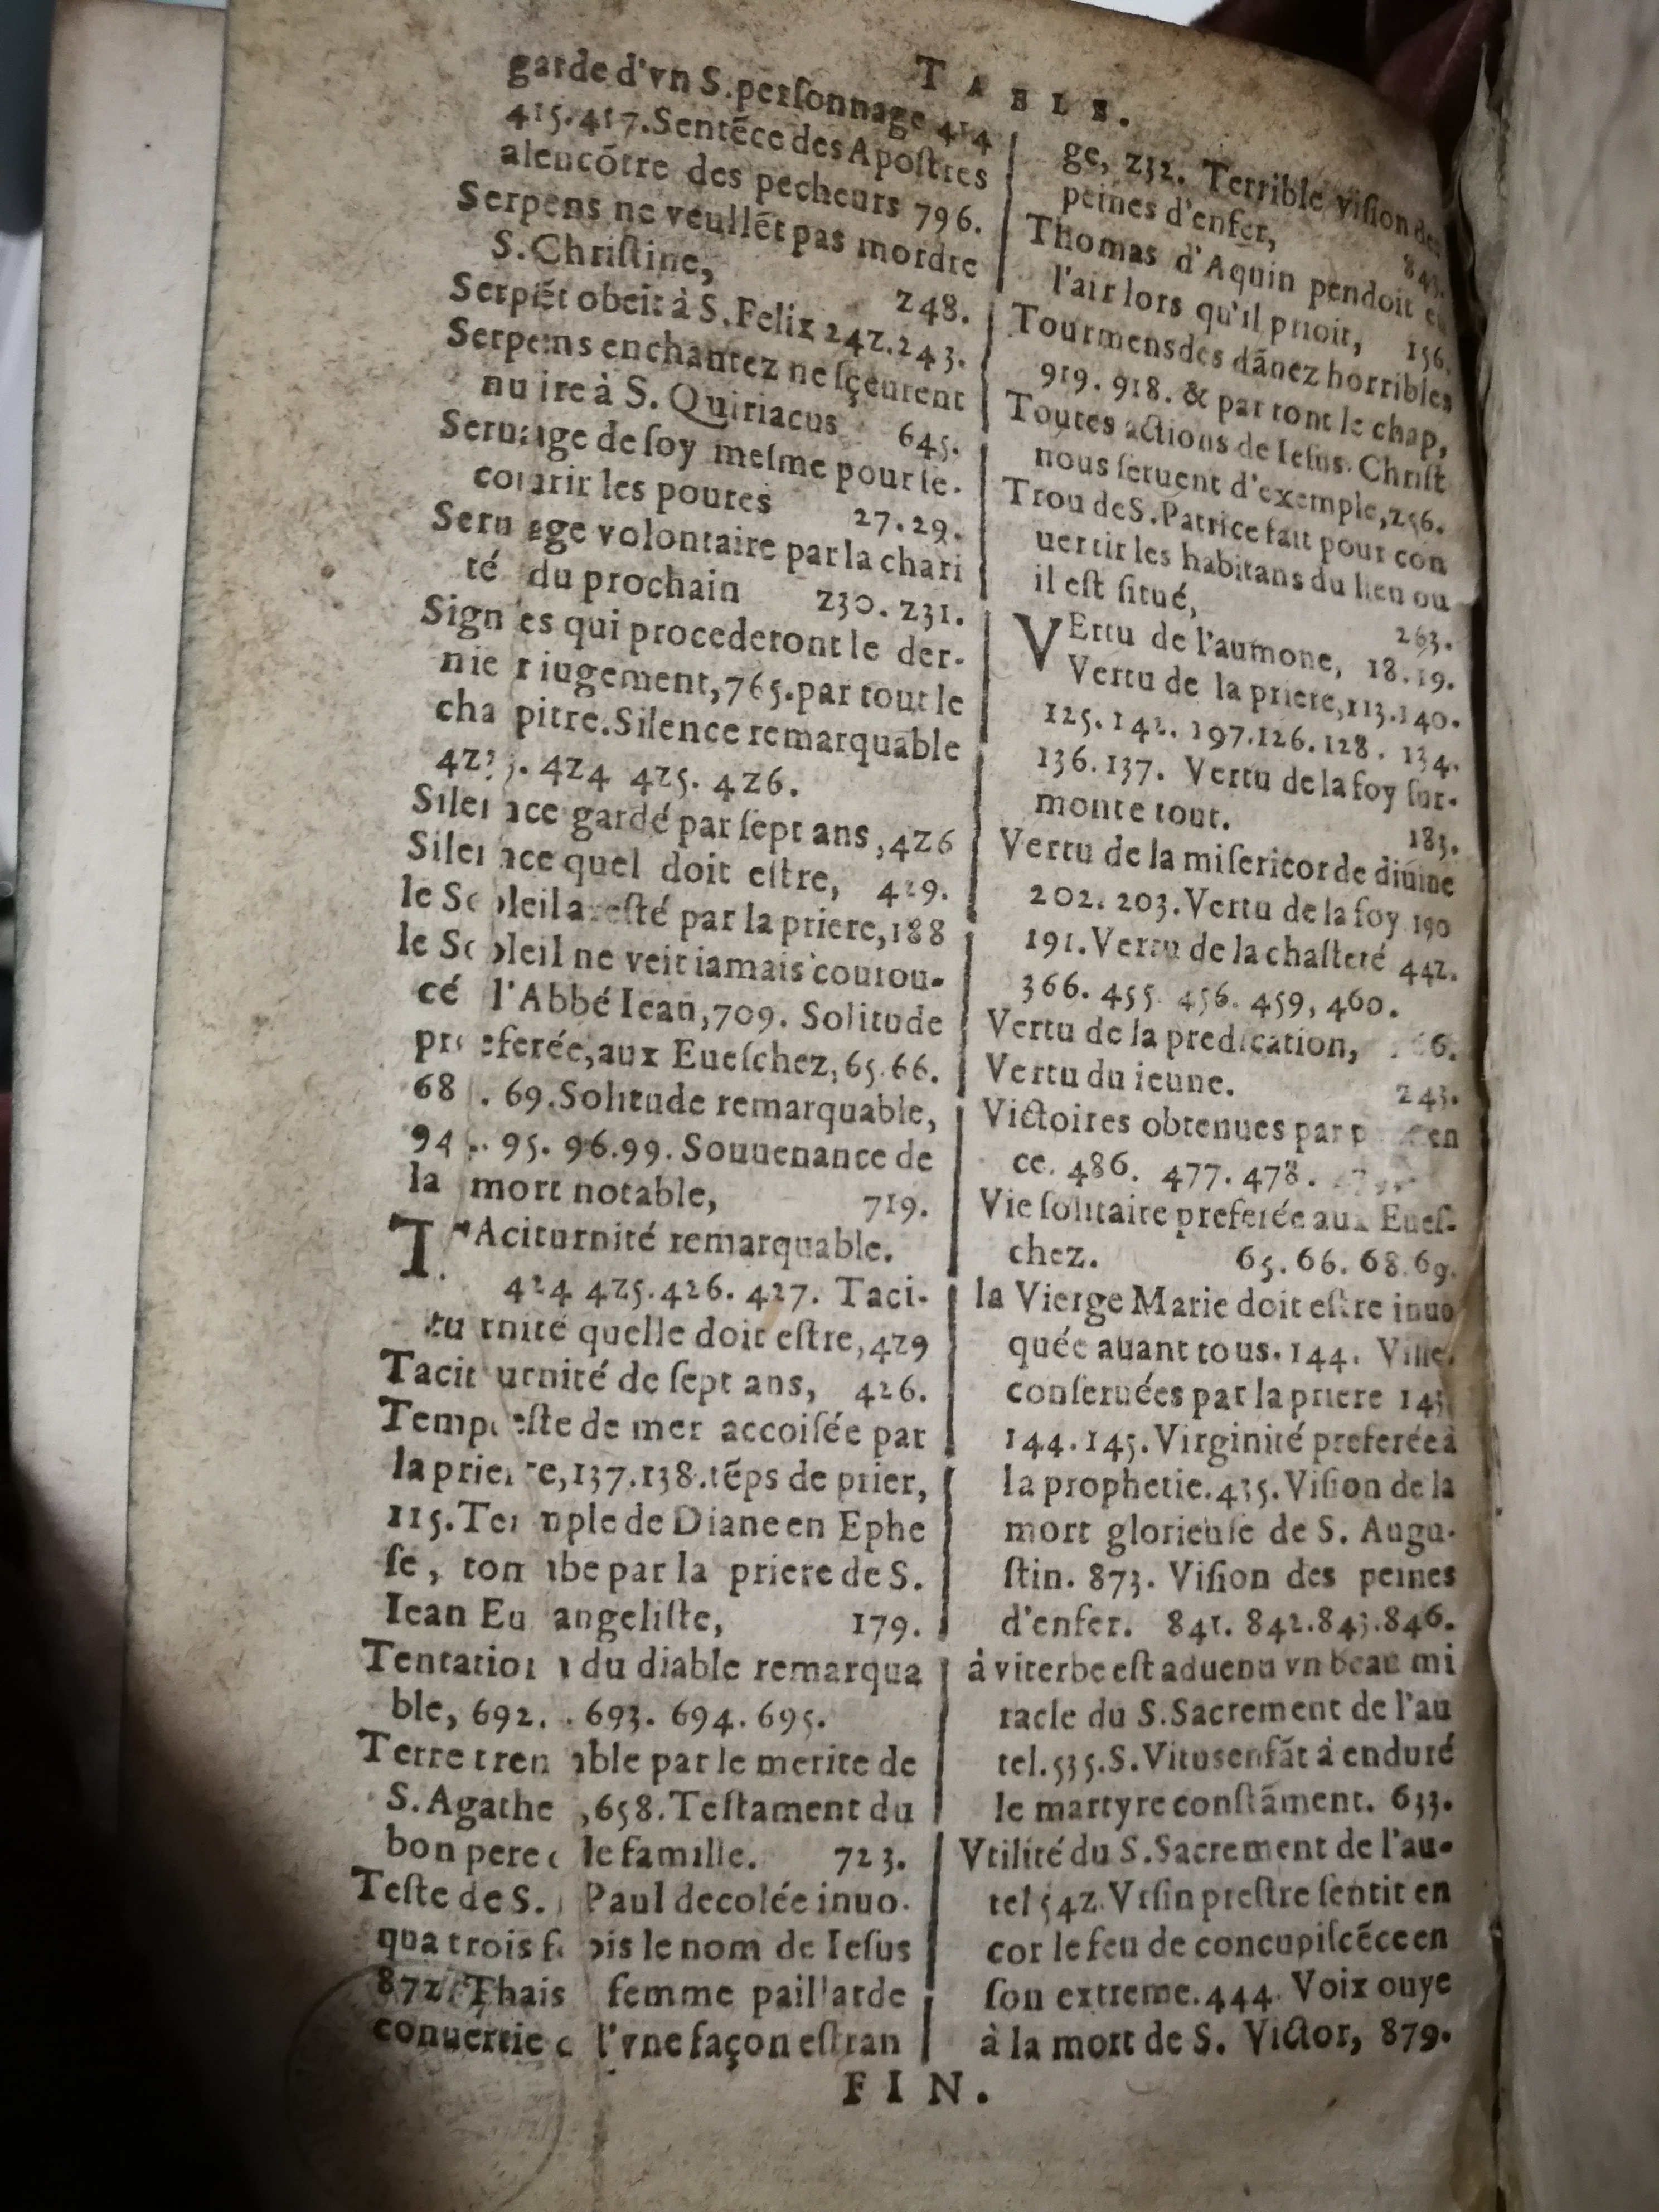 TABLE.
garde d'vn S.perſonnage 414
415.417.Sentẽce des Apoſtres
alencõtre des pecheurs 796.
Serpens ne veullẽt pas mordre
S.Chriſtine, 248.
Serpẽt obeit à S.Felix 242.243.
Serpens enchantez ne ſçeurent
nuire à S. Quiriacus 645.
Seruage de ſoy meſme pour ſe-
courir les poures 27.29.
Seruage volontaire par la chari
té du prochain 230. 231.
Signes qui procederont le der-
nier iugement,765.par tout le
chapitre.Silence remarquable
423. 424 425. 426.
Silence gardé par ſept ans ,426
Silence quel doit eſtre, 429.
le Soleil areſté par la priere,188
le Soleil ne veit iamais courou-
cé l'Abbé Iean,709. Solitude
preferée,aux Eueſchez,65.66.
68. 69.Solitude remarquable,
94. 95. 96.99. Souuenance de
la mort notable, 719.
TAciturnité remarquable.
424 425.426. 427. Taci-
turnité quelle doit eſtre,429
Taciturnité de ſept ans, 426.
Tempeſte de mer accoiſée par
la priere,137.138.tẽps de prier,
115.Temple de Diane en Ephe
ſe, tombe par la priere de S.
Iean Euangeliſte, 179.
Tentation du diable remarqua
ble, 692. 693. 694. 695.
Terre tremble par le merite de
S.Agathe ,658.Teſtament du
bon pere de famille. 723.
Teſte de S. Paul decolée inuo-
qua trois fois le nom de Ieſus
872. Thais femme paillarde
conuertie d'vne façon eſtran
ge, 232. Terrible viſion des
peines d'enfer, 843.
Thomas d'Aquin pendoit en
l'air lors qu'il prioit, 156.
Tourmens des dãnez horribles
919. 918. & par tont le chap,
Toutes actions de Ieſus-Chriſt
nous ſeruent d'exemple,256.
Trou de S.Patrice fait pour con
uertir les habitans du lieu ou
il eſt ſitué, 263.
VErtu de l'aumone, 18.19.
Vertu de la priere,113.140.
125. 142. 197.126. 128. 134.
136.137. Vertu de la foy ſur-
monte tout. 183.
Vertu de la miſericorde diuine
202. 203.Vertu de la foy 190
191.Vertu de la chaſteté 442.
366. 455. 456. 459, 460.
Vertu de la predication, 6.
Vertu du ieune. 243.
Victoires obtenues par p en
ce. 486. 477. 478.
Vie ſolitaire preferée aux Eueſ-
chez. 65. 66. 68.69.
la Vierge Marie doit eſtre inuo
quée auant tous.144. Ville
conſeruées par la priere 143
144.145.Virginité preferée à
la prophetie.435.Viſion de la
mort glorieuſe de S. Augu-
ſtin. 873. Viſion des peines
d'enfer. 841. 842.843.846.
à viterbe eſt aduenu vn beau mi
racle du S.Sacrement de l'au
tel.535.S.Vitus enfãt à enduré
le martyre conſtãment. 633.
Vtilité du S.Sacrement de l'au-
tel 542.Vrſin preſtre ſentit en
cor le feu de concupiſcẽce en
ſon extreme.444. Voix ouye
à la mort de S. Victor, 879.
FIN.